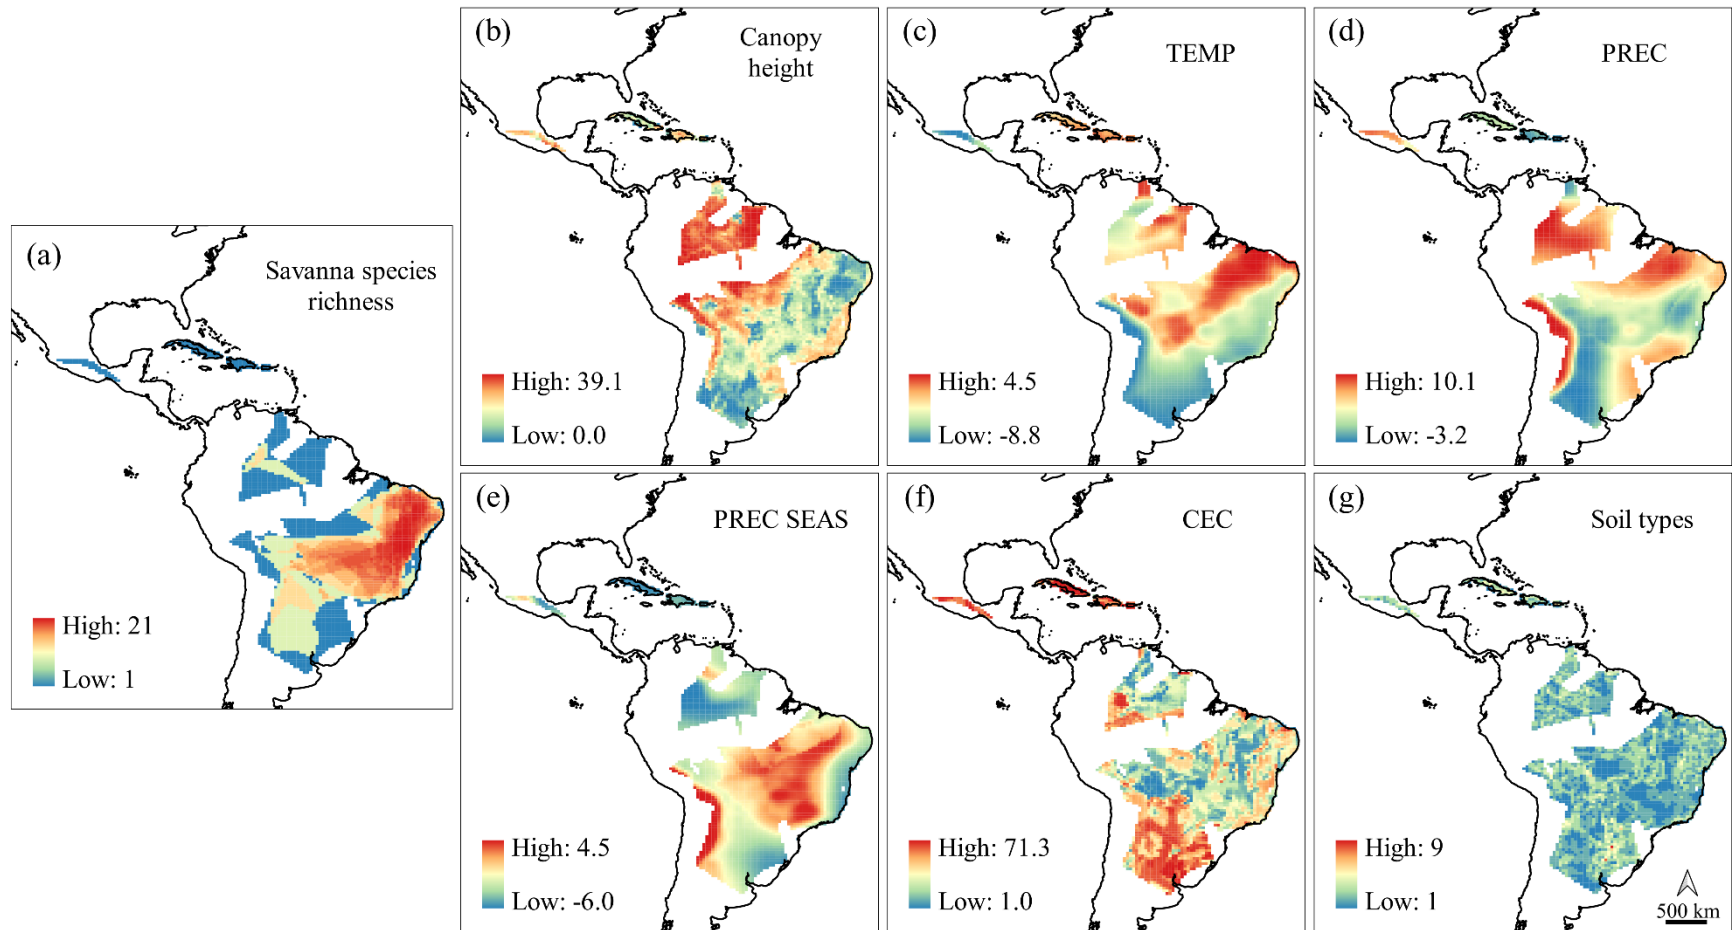 (a)
Savanna species
richness
High: 21
Low: 1
(b)
Canopy
height
High: 39.1
Low: 0.0
(c)
TEMP
High: 4.5
Low: -8.8
(d)
PREC
High: 10.1
Low: -3.2
(e)
PREC SEAS
High: 4.5
Low: -6.0
(f)
CEC
High: 71.3
Low: 1.0
(g)
Soil types
High: 9
Low: 1
500 km